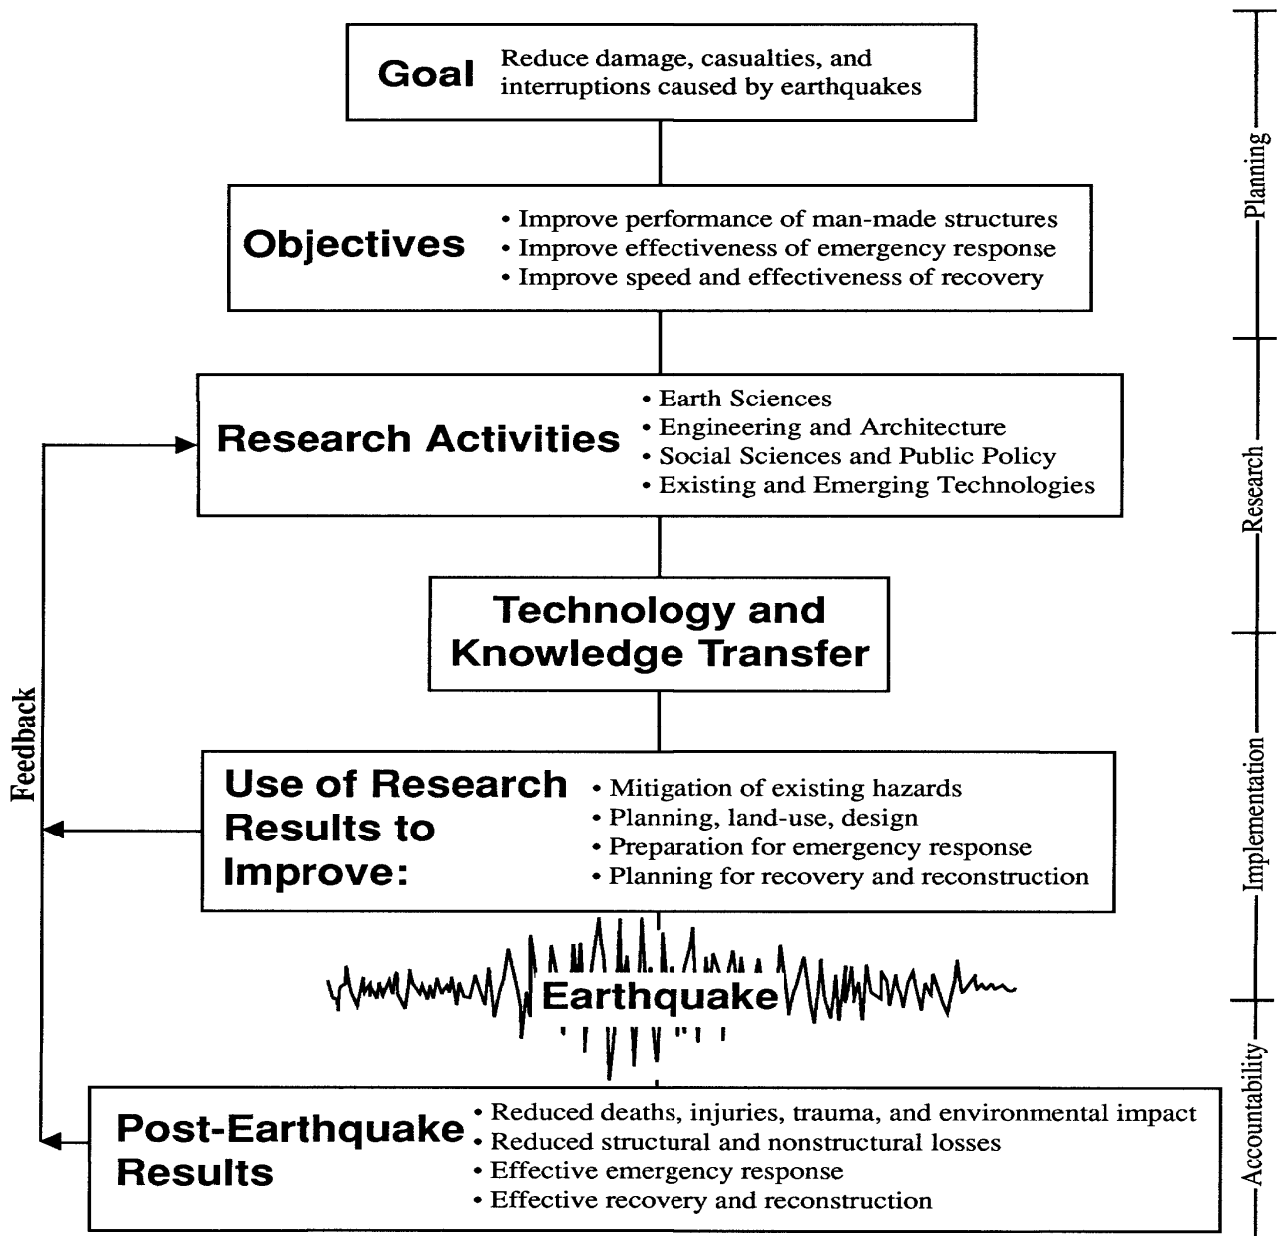 Goal
Reduce damage, casualties, and
interruptions caused by earthquakes
Objectives
• Improve performance of man-made structures
• Improve effectiveness of emergency response
• Improve speed and effectiveness of recovery
Research Activities
• Earth Sciences
• Engineering and Architecture
• Social Sciences and Public Policy
• Existing and Emerging Technologies
Technology and
Knowledge Transfer
Use of Research
Results to
Improve:
• Mitigation of existing hazards
• Planning, land-use, design
• Preparation for emergency response
• Planning for recovery and reconstruction
Earthquake
Post-Earthquake
Results
• Reduced deaths, injuries, trauma, and environmental impact
• Reduced structural and nonstructural losses
• Effective emergency response
• Effective recovery and reconstruction
Feedback
Planning
Research
Implementation
Accountability